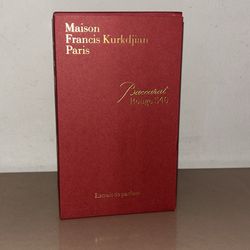 Maison
Francis Kurkdjian
Paris
Baccarat
Rouge 540
Extrait de parfum